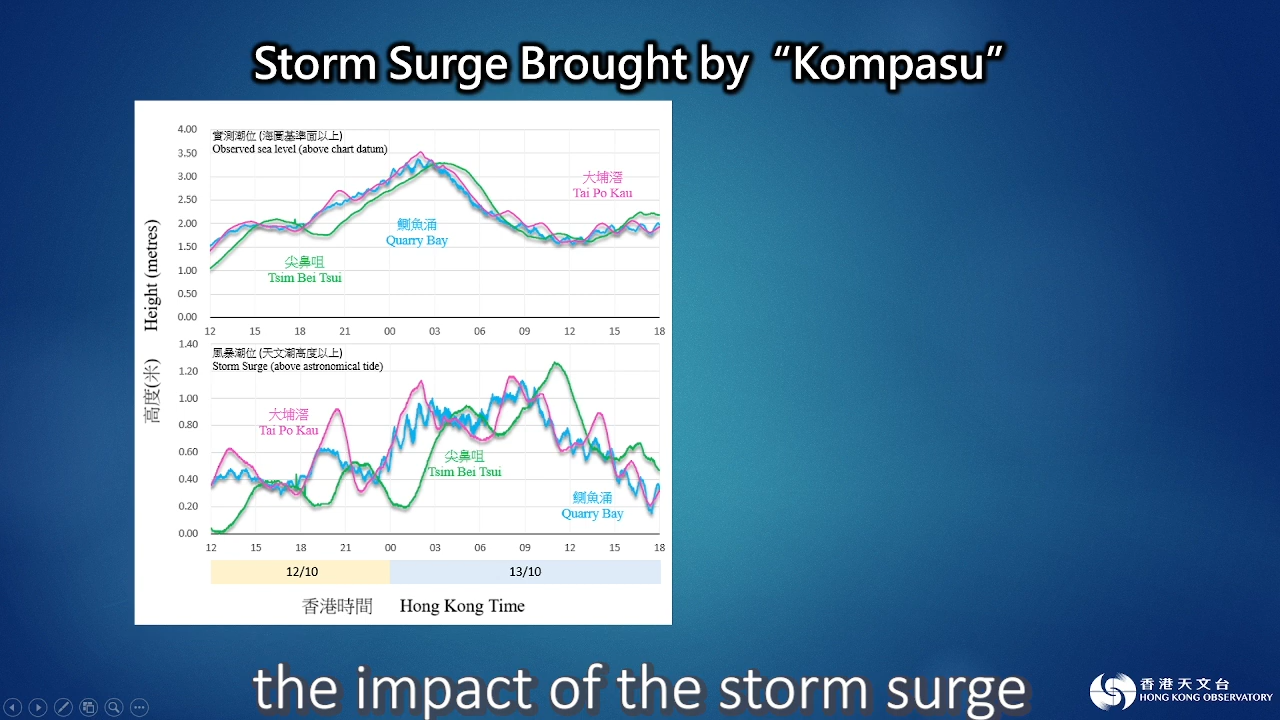 Storm Surge Brought by “Kompasu”
實測潮位 (海圖基準面以上)
Observed sea level (above chart datum)
4.00
3.50
3.00
2.50
2.00
1.50
1.00
0.50
0.00
大埔滘
Tai Po Kau
鰂魚涌
Quarry Bay
尖鼻咀
Tsim Bei Tsui
12 15 18 21 00 03 06 09 12 15 18
Height (metres)
高度(米)
風暴潮位 (天文潮高度以上)
Storm Surge (above astronomical tide)
1.40
1.20
1.00
0.80
0.60
0.40
0.20
0.00
大埔滘
Tai Po Kau
尖鼻咀
Tsim Bei Tsui
鰂魚涌
Quarry Bay
12 15 18 21 00 03 06 09 12 15 18
12/10 13/10
香港時間 Hong Kong Time
the impact of the storm surge
香港天文台
HONG KONG OBSERVATORY